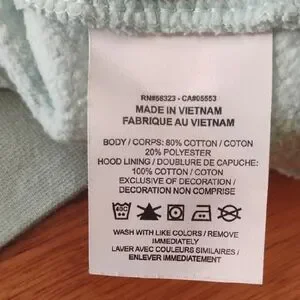 RN#56323 - CA#05553
MADE IN VIETNAM
FABRIQUE AU VIETNAM
BODY / CORPS: 80% COTTON / COTON
20% POLYESTER
HOOD LINING / DOUBLURE DE CAPUCHE:
100% COTTON / COTON
EXCLUSIVE OF DECORATION /
DECORATION NON COMPRISE
40C
WASH WITH LIKE COLORS / REMOVE
IMMEDIATELY
LAVER AVEC COULEURS SIMILAIRES /
ENLEVER IMMEDIATEMENT